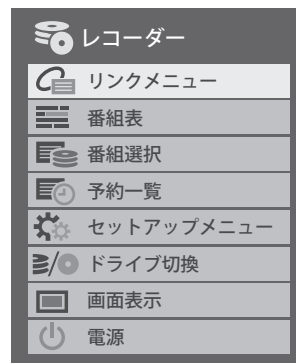 レコーダー
リンクメニュー
番組表
番組選択
予約一覧
セットアップメニュー
ドライブ切換
画面表示
電源